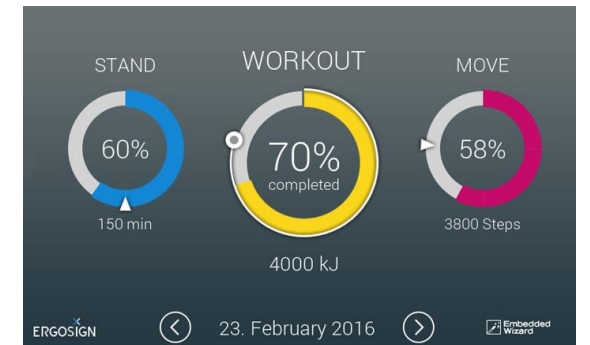 STAND
WORKOUT
MOVE
60%
70%
completed
58%
150 min
4000 kJ
3800 Steps
ERGOSIGN
23. February 2016
Embedded
Wizard